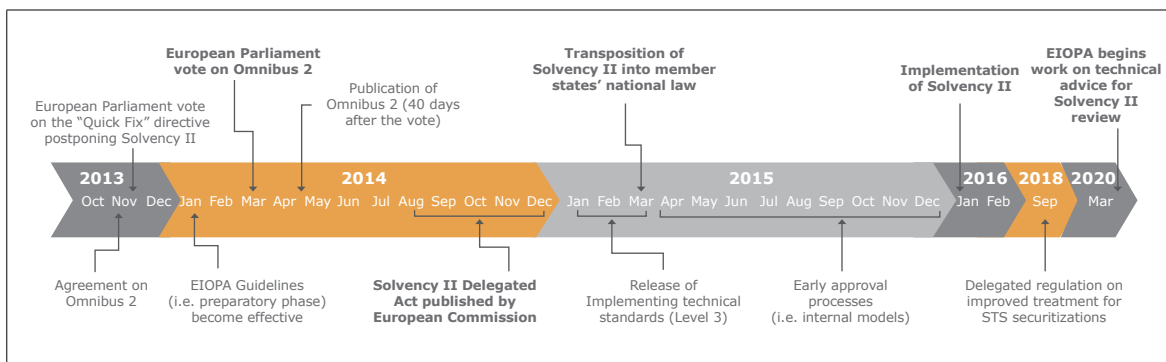 European Parliament
vote on Omnibus 2
Transposition of
Solvency II into member
states’ national law
Implementation
of Solvency II
EIOPA begins
work on technical
advice for
Solvency II
review
European Parliament vote
on the “Quick Fix” directive
postponing Solvency II
Publication of
Omnibus 2 (40 days
after the vote)
2013
2014
2015
2016
2018
2020
Oct Nov Dec Jan Feb Mar Apr May Jun Jul Aug Sep Oct Nov Dec Jan Feb Mar Apr May Jun Jul Aug Sep Oct Nov Dec Jan Feb Sep Mar
Agreement on
Omnibus 2
EIOPA Guidelines
(i.e. preparatory phase)
become effective
Solvency II Delegated
Act published by
European Commission
Release of
Implementing technical
standards (Level 3)
Early approval
processes
(i.e. internal models)
Delegated regulation on
improved treatment for
STS securitizations